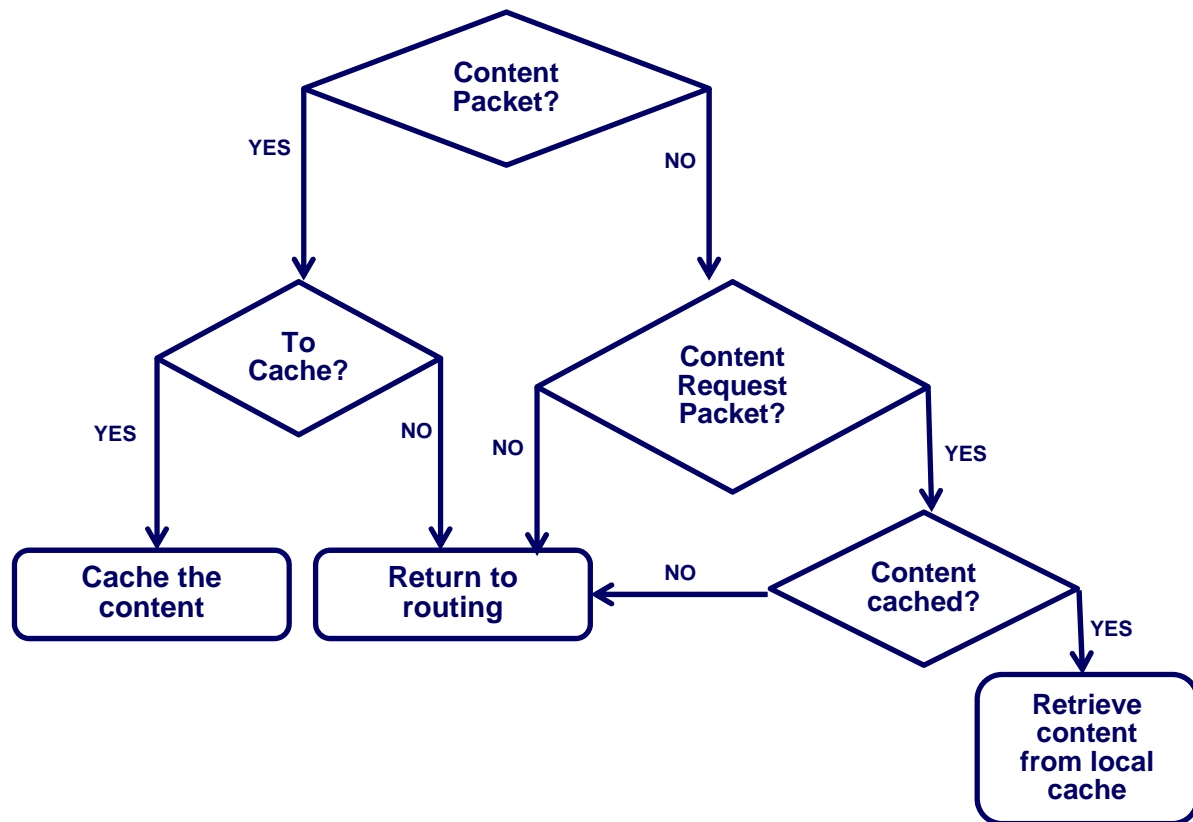 Content
Packet?
YES
NO
To
Cache?
Content
Request
Packet?
YES
NO
NO
YES
Cache the
content
Return to
routing
NO
Content
cached?
YES
Retrieve
content
from local
cache